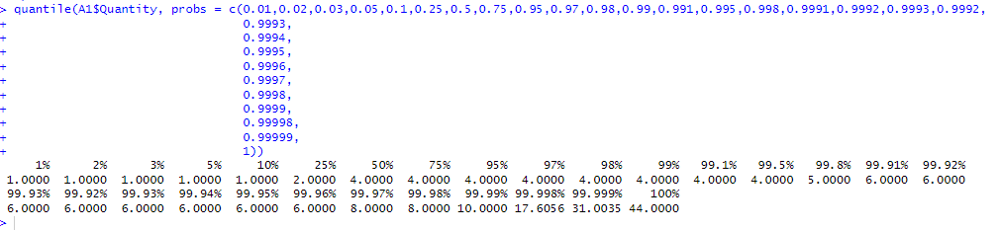 > quantile(A1$Quantity, probs = c(0.01,0.02,0.03,0.05,0.1,0.25,0.5,0.75,0.95,0.97,0.98,0.99,0.991,0.995,0.998,0.9991,0.9992,0.9993,0.9992,
+ 0.9993,
+ 0.9994,
+ 0.9995,
+ 0.9996,
+ 0.9997,
+ 0.9998,
+ 0.9999,
+ 0.99998,
+ 0.99999,
+ 1))
1% 2% 3% 5% 10% 25% 50% 75% 95% 97% 98% 99% 99.1% 99.5% 99.8% 99.91% 99.92%
1.0000 1.0000 1.0000 1.0000 1.0000 2.0000 4.0000 4.0000 4.0000 4.0000 4.0000 4.0000 4.0000 4.0000 5.0000 6.0000 6.0000
99.93% 99.92% 99.93% 99.94% 99.95% 99.96% 99.97% 99.98% 99.99% 99.998% 99.999% 100%
6.0000 6.0000 6.0000 6.0000 6.0000 6.0000 8.0000 8.0000 10.0000 17.6056 31.0035 44.0000
>